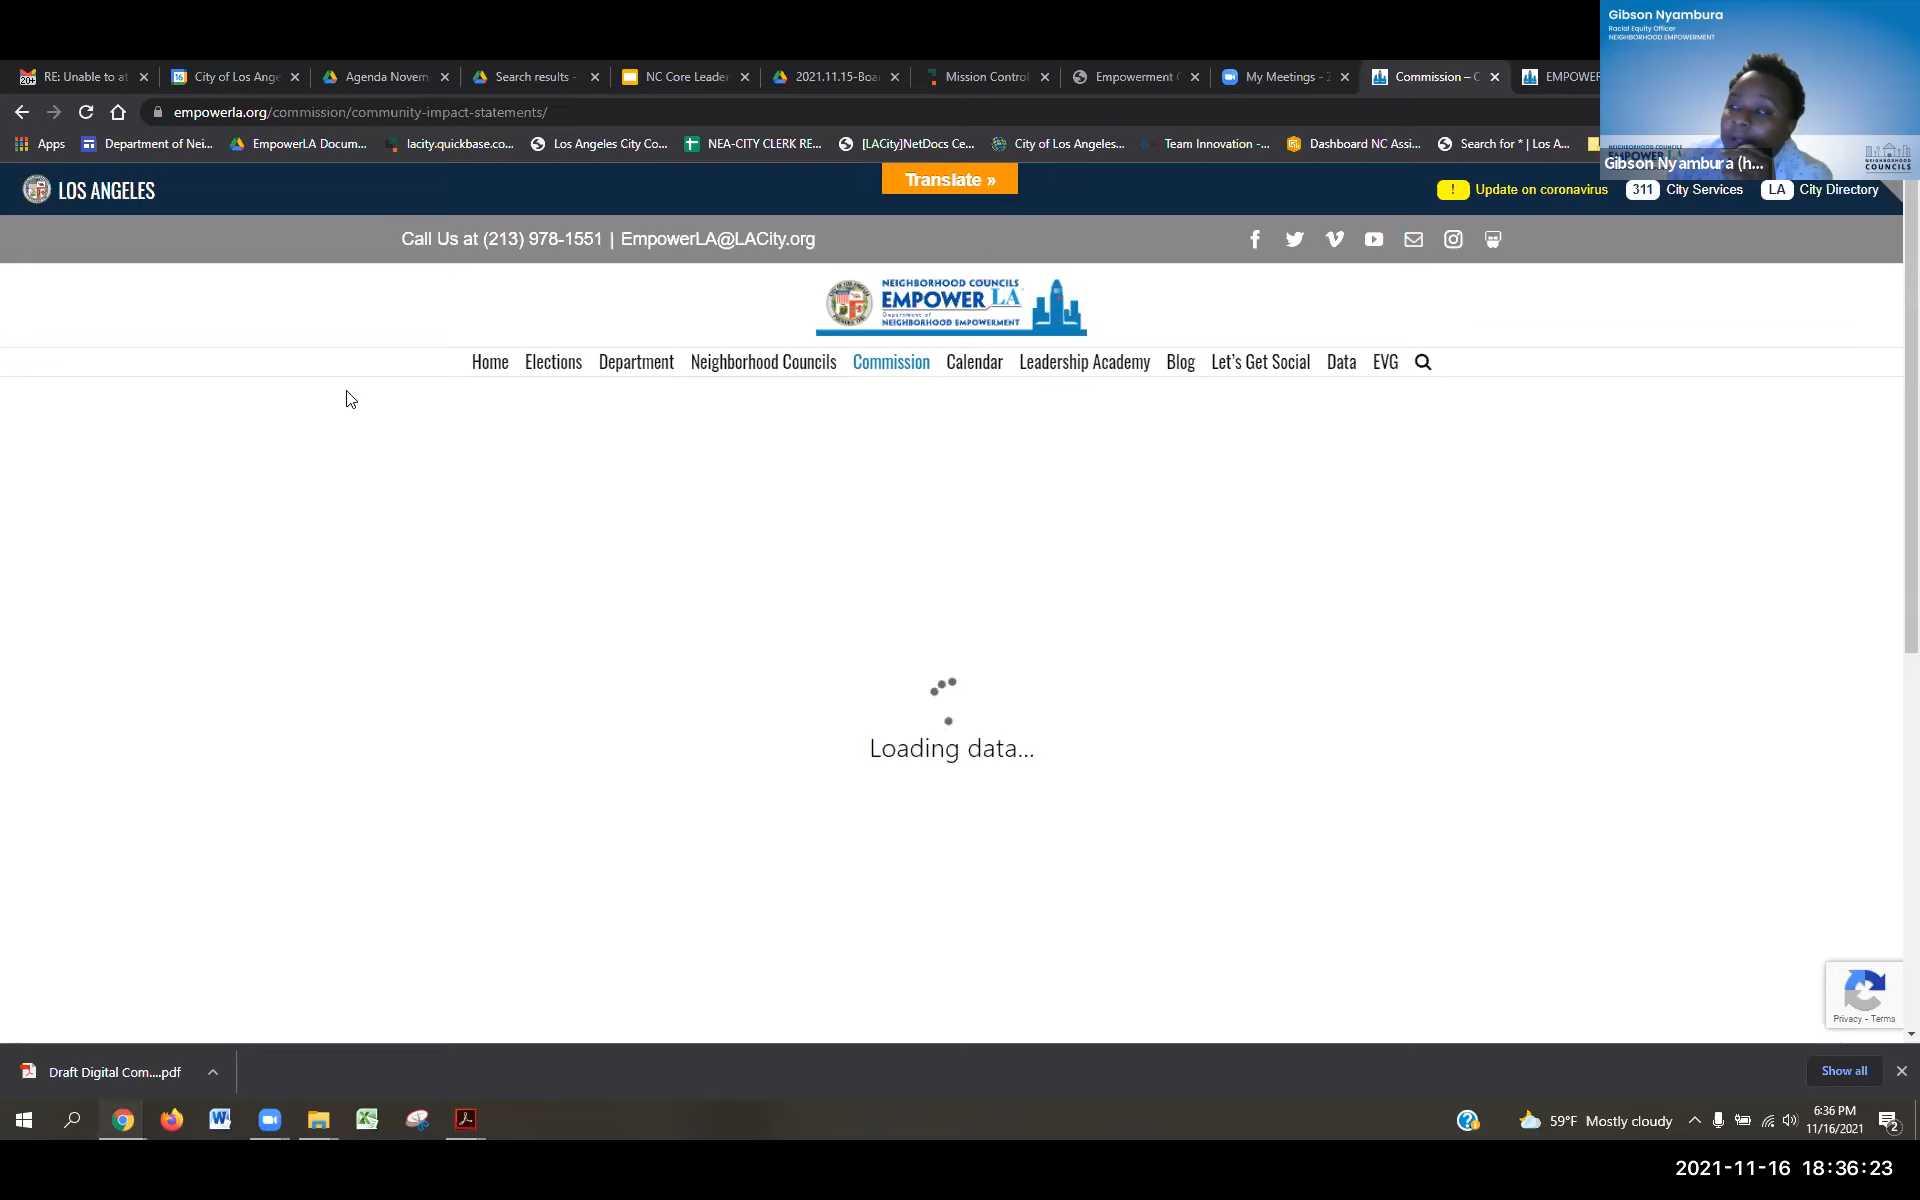 Gibson Nyambura
Racial Equity Officer
NEIGHBORHOOD EMPOWERMENT
RE: Unable to at
City of Los Ange
Agenda Novem
Search results -
NC Core Leader
2021.11.15-Boar
Mission Control
Empowerment C
My Meetings - Z
Commission – C
EMPOWER
empowerla.org/commission/community-impact-statements/
Apps
Department of Nei...
EmpowerLA Docum...
lacity.quickbase.co...
Los Angeles City Co...
NEA-CITY CLERK RE...
[LACity]NetDocs Ce...
City of Los Angeles...
Team Innovation -...
Dashboard NC Assi...
Search for * | Los A...
Gibson Nyambura (h...
NEIGHBORHOOD
COUNCILS
LOS ANGELES
Translate »
! Update on coronavirus
311 City Services
LA City Directory
Call Us at (213) 978-1551 | EmpowerLA@LACity.org
NEIGHBORHOOD COUNCILS
EMPOWER LA
Department of
NEIGHBORHOOD EMPOWERMENT
Home Elections Department Neighborhood Councils Commission Calendar Leadership Academy Blog Let's Get Social Data EVG
Loading data...
Privacy - Terms
Draft Digital Com....pdf
Show all
59°F Mostly cloudy
6:36 PM
11/16/2021
2
2021-11-16 18:36:23